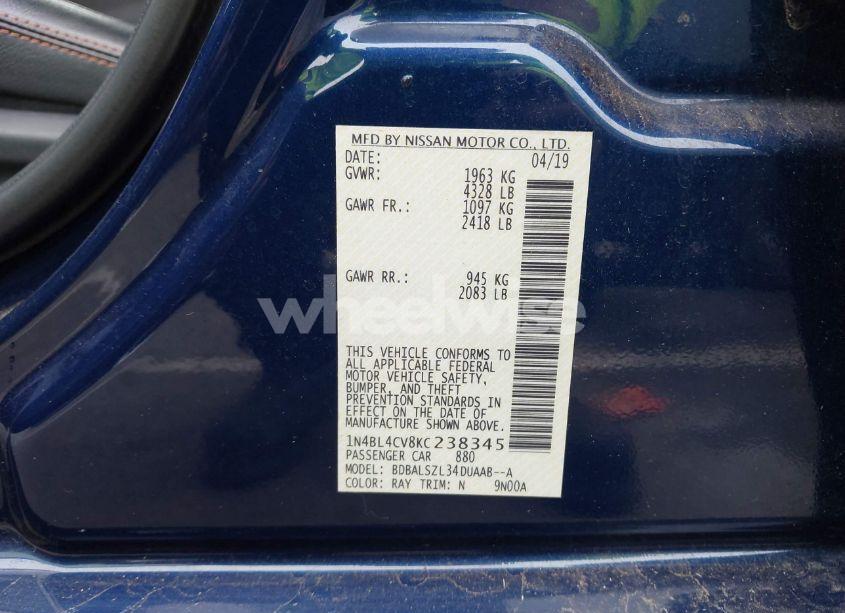 MFD BY NISSAN MOTOR CO., LTD.
DATE: 04/19
GVWR: 1963 KG
4328 LB
GAWR FR.: 1097 KG
2418 LB
GAWR RR.: 945 KG
2083 LB
wheelwise
THIS VEHICLE CONFORMS TO
ALL APPLICABLE FEDERAL
MOTOR VEHICLE SAFETY,
BUMPER, AND THEFT
PREVENTION STANDARDS IN
EFFECT ON THE DATE OF
MANUFACTURE SHOWN ABOVE.
1N4BL4CV8KC238345
PASSENGER CAR 880
MODEL: BDBALSZL34DUAAB--A
COLOR: RAY TRIM: N 9N00A